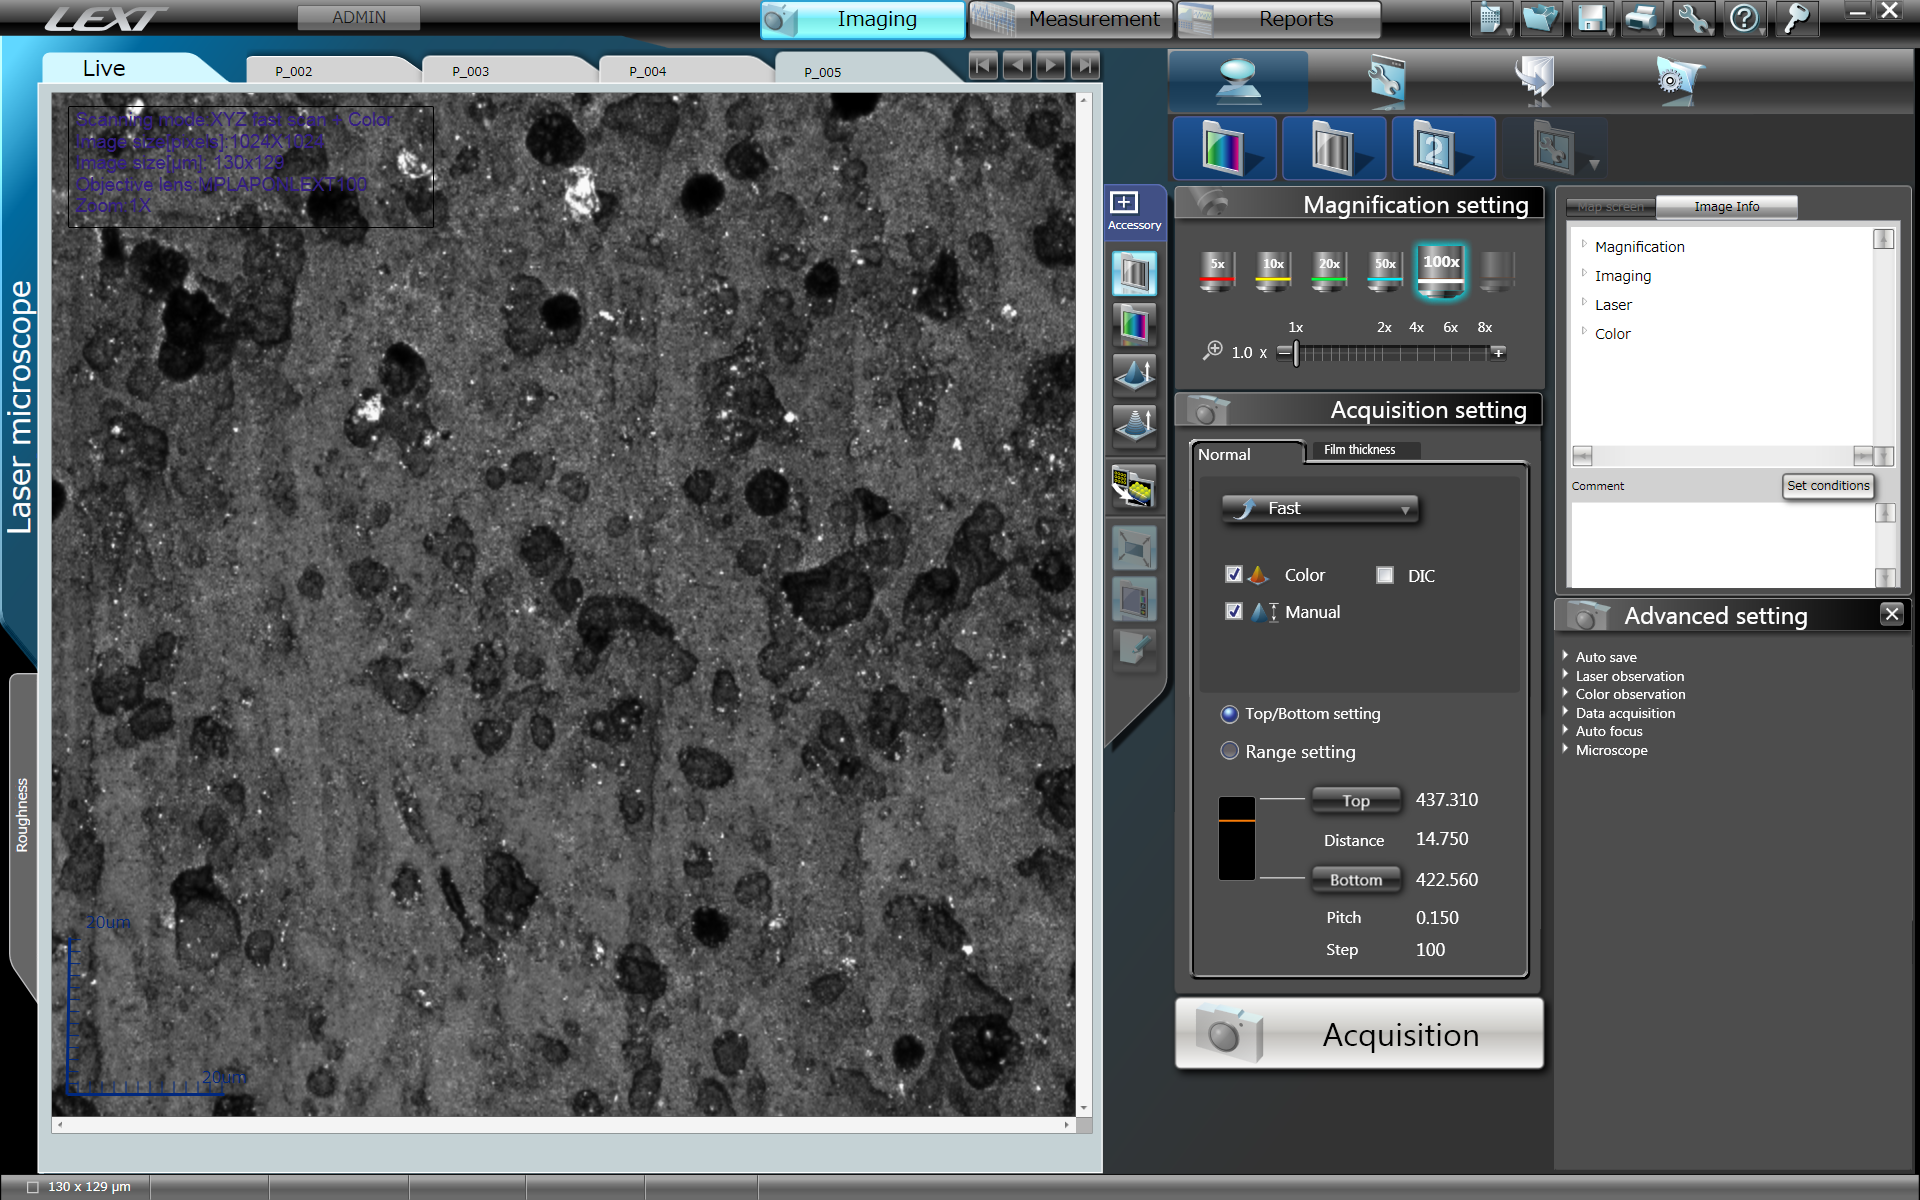 LEXT
ADMIN
Imaging
Measurement
Reports
Live
P_002
P_003
P_004
P_005
Scanning mode:XYZ fast scan + Color
Image size[pixels]:1024X1024
Image size[µm]: 130x129
Objective lens:MPLAPONLEXT100
Zoom:1X
Laser microscope
Roughness
20um
20um
130 x 129 µm
Accessory
2
Magnification setting
5x
10x
20x
50x
100x
1x
2x
4x
6x
8x
1.0 x
Acquisition setting
Normal
Film thickness
Fast
Color
DIC
Manual
Top/Bottom setting
Range setting
Top
437.310
Distance
14.750
Bottom
422.560
Pitch
0.150
Step
100
Acquisition
Map screen
Image Info
Magnification
Imaging
Laser
Color
Comment
Set conditions
Advanced setting
Auto save
Laser observation
Color observation
Data acquisition
Auto focus
Microscope